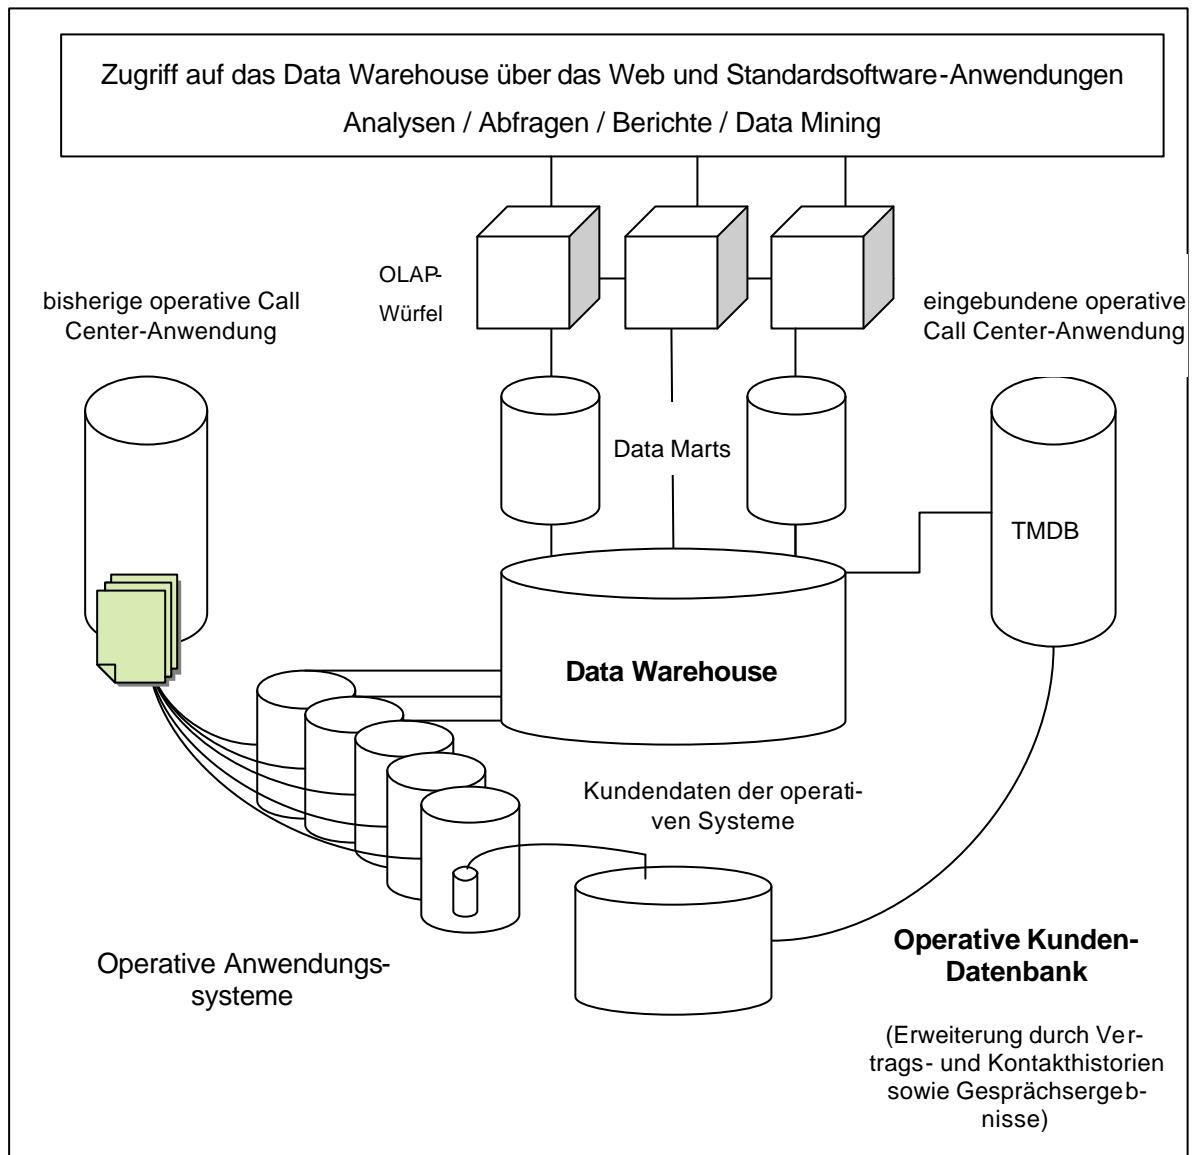 Zugriff auf das Data Warehouse über das Web und Standardsoftware-Anwendungen
Analysen / Abfragen / Berichte / Data Mining
OLAP-
Würfel
bisherige operative Call
Center-Anwendung
eingebundene operative
Call Center-Anwendung
Data Marts
TMDB
Data Warehouse
Kundendaten der operati-
ven Systeme
Operative Anwendungs-
systeme
Operative Kunden-
Datenbank
(Erweiterung durch Ver-
trags- und Kontakthistorien
sowie Gesprächsergeb-
nisse)